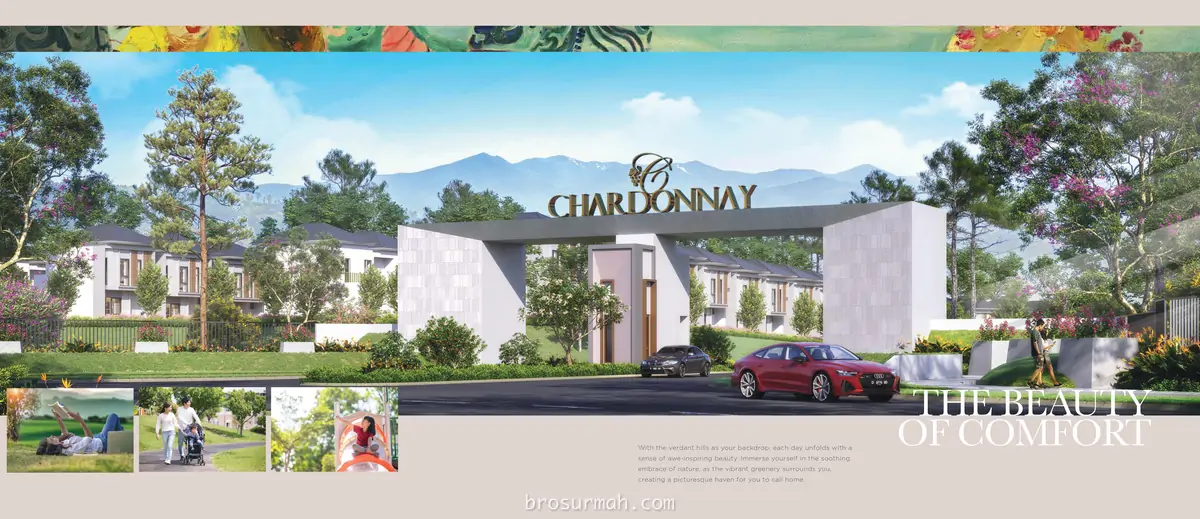 CHARDONNAY
THE BEAUTY
OF COMFORT
With the verdant hills as your backdrop, each day unfolds with a
sense of awe-inspiring beauty. Immerse yourself in the soothing
embrace of nature, as the vibrant greenery surrounds you,
creating a picturesque haven for you to call home.
brosurmah.com